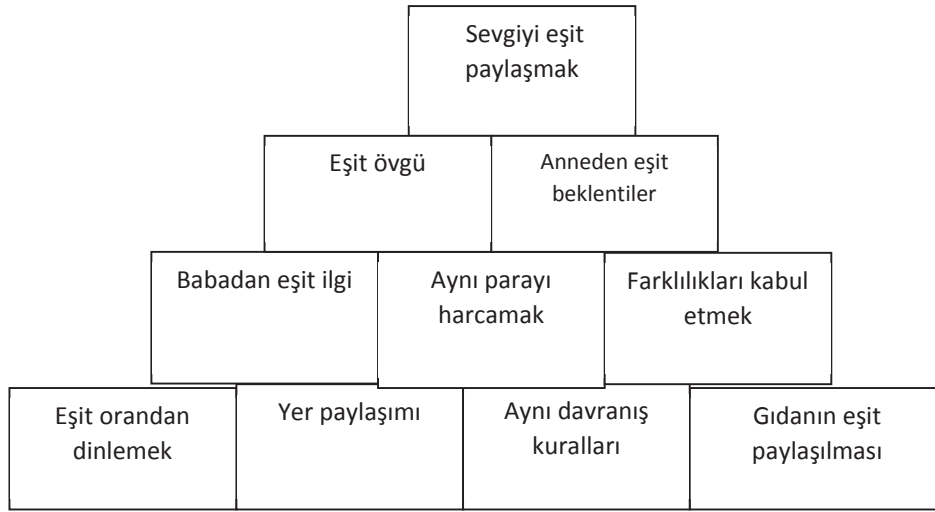 Sevgiyi eşit
paylaşmak
Eşit övgü
Anneden eşit
beklentiler
Babadan eşit ilgi
Aynı parayı
harcamak
Farklılıkları kabul
etmek
Eşit orandan
dinlemek
Yer paylaşımı
Aynı davranış
kuralları
Gıdanın eşit
paylaşılması